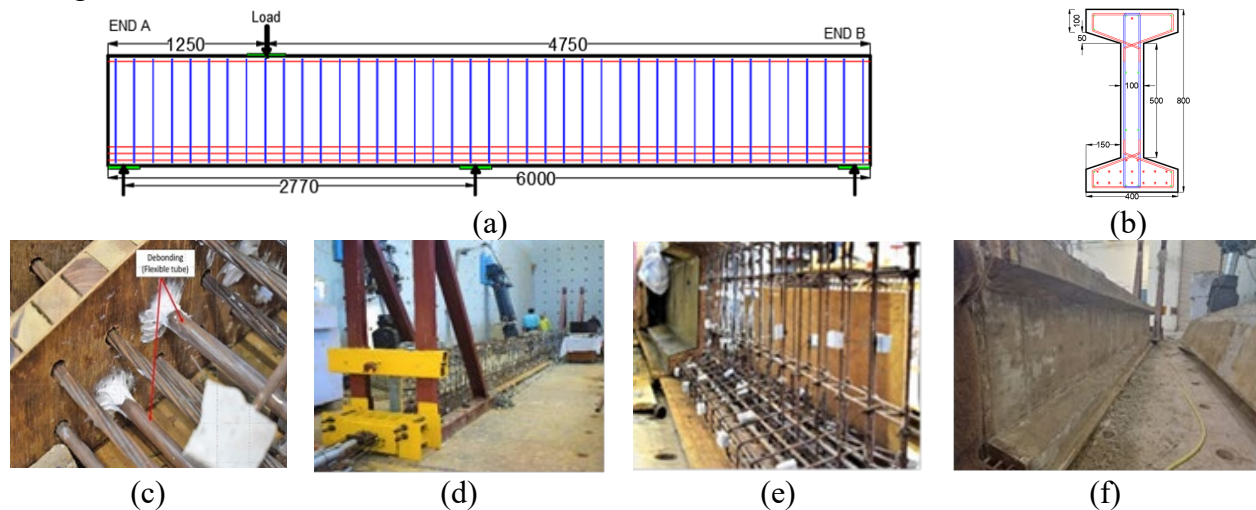 END A
Load
1250
4750
END B
2770
6000
(a)
100
50
100
500
800
150
400
(b)
Debonding
(Flexible tube)
(c)
(d)
(e)
(f)